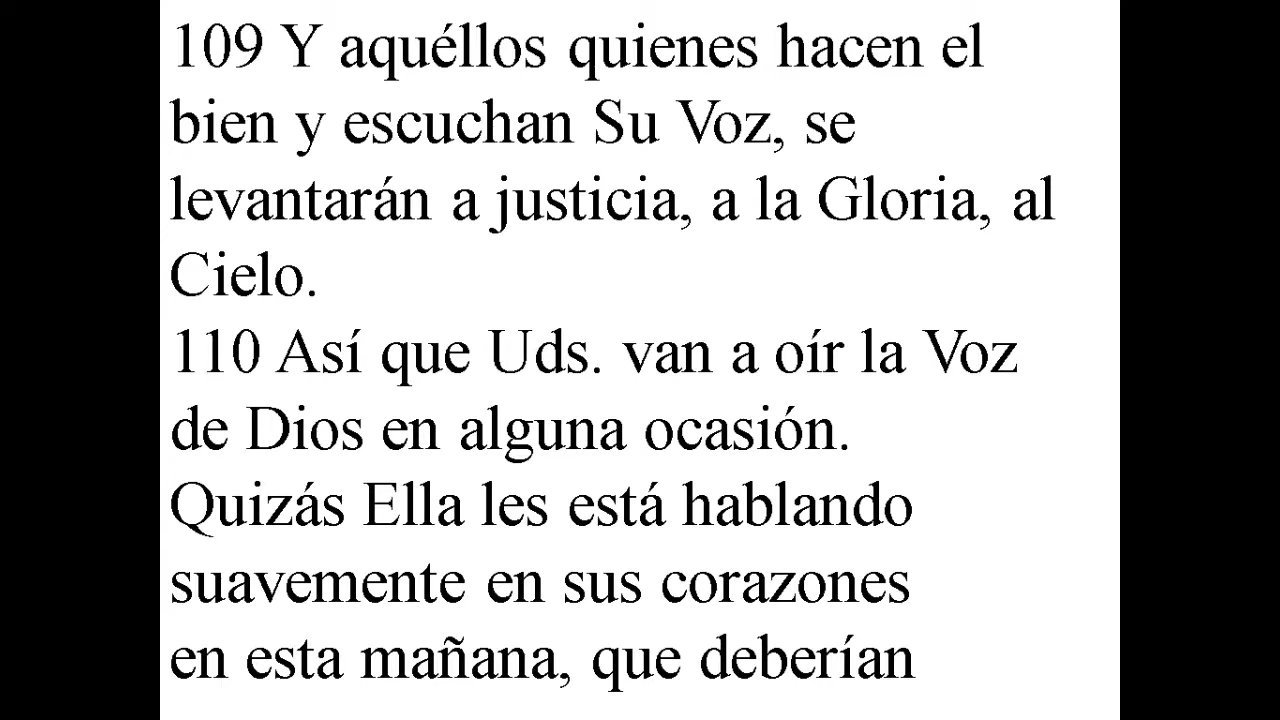 109 Y aquéllos quienes hacen el
bien y escuchan Su Voz, se
levantarán a justicia, a la Gloria, al
Cielo.
110 Así que Uds. van a oír la Voz
de Dios en alguna ocasión.
Quizás Ella les está hablando
suavemente en sus corazones
en esta mañana, que deberían